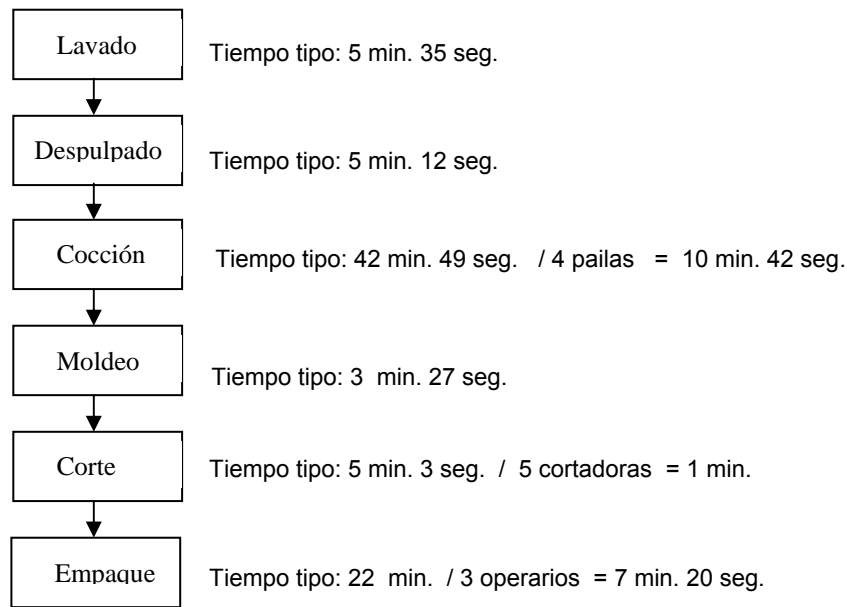 Lavado
Tiempo tipo: 5 min. 35 seg.
Despulpado
Tiempo tipo: 5 min. 12 seg.
Cocción
Tiempo tipo: 42 min. 49 seg. / 4 pailas = 10 min. 42 seg.
Moldeo
Tiempo tipo: 3 min. 27 seg.
Corte
Tiempo tipo: 5 min. 3 seg. / 5 cortadoras = 1 min.
Empaque
Tiempo tipo: 22 min. / 3 operarios = 7 min. 20 seg.